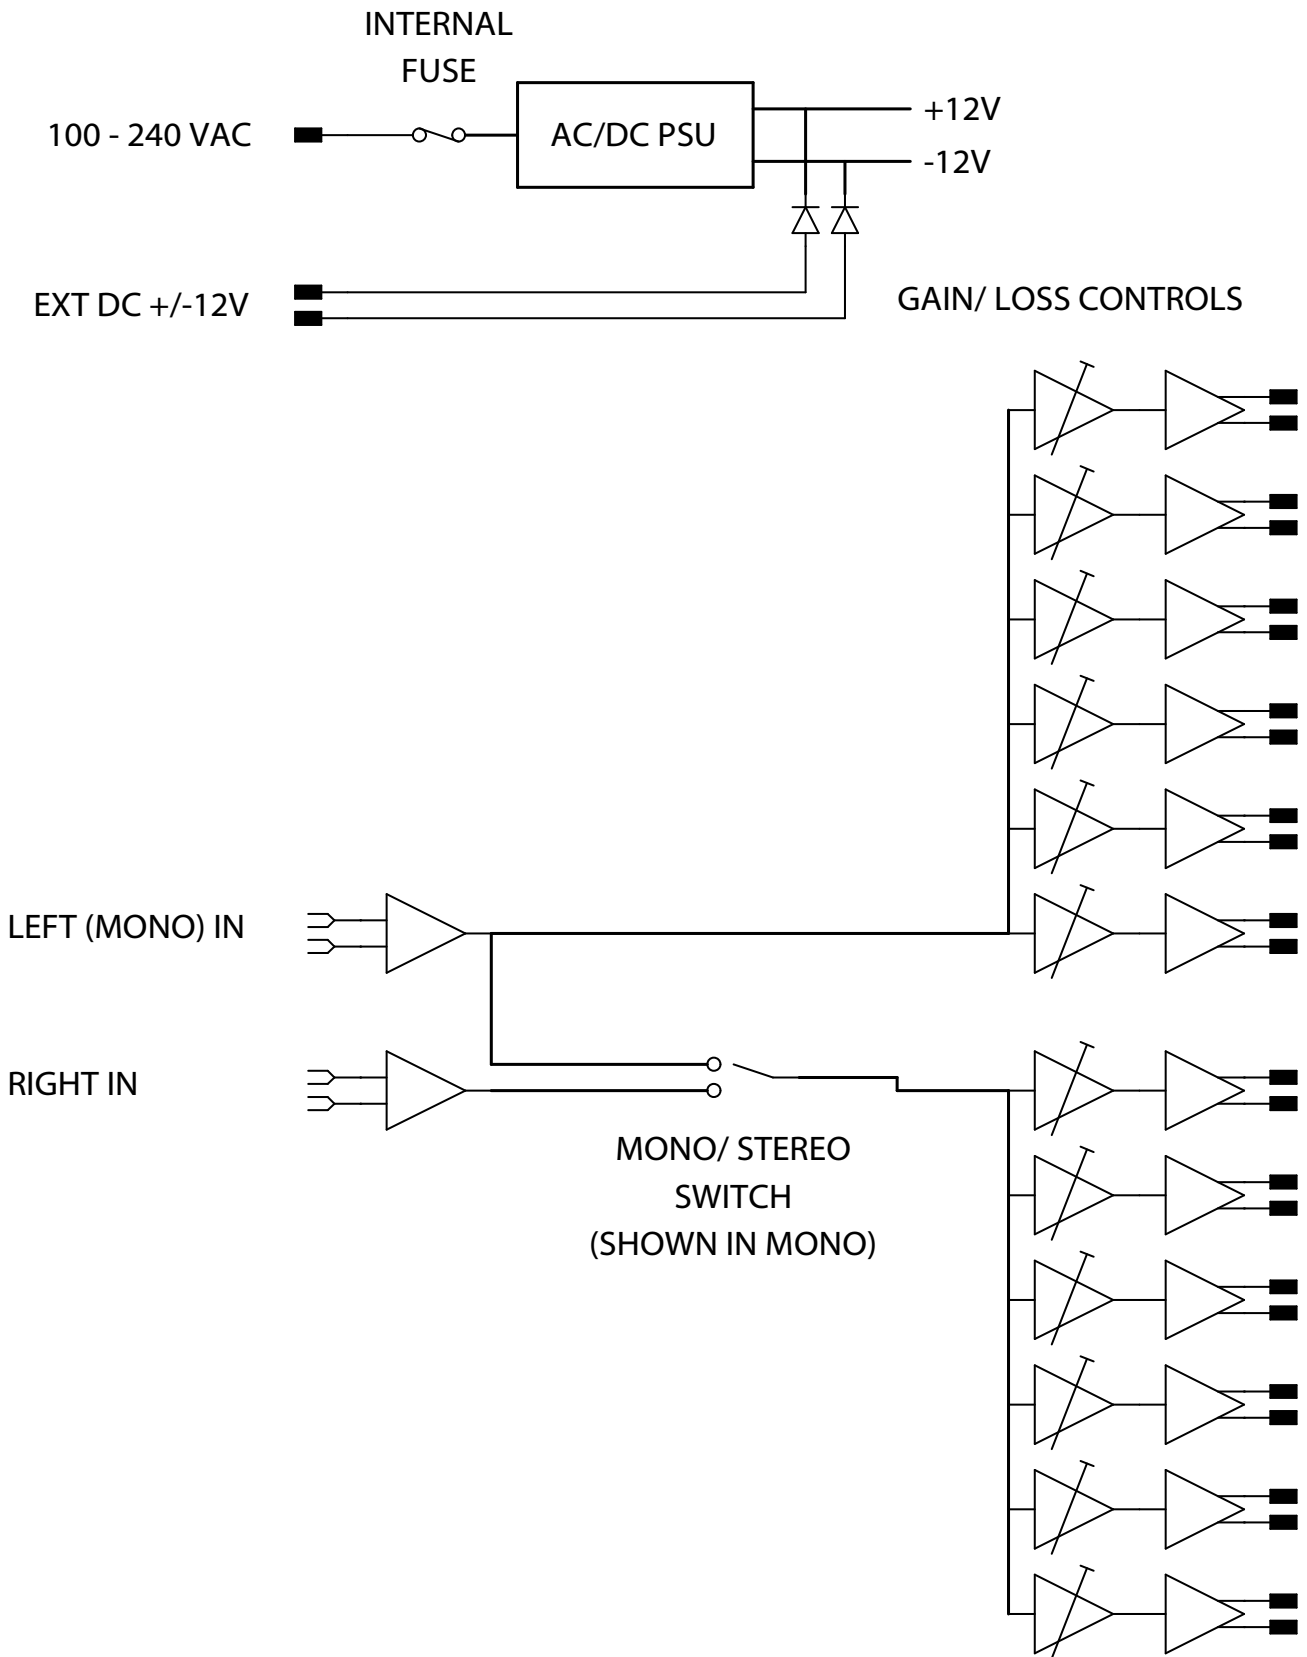 INTERNAL
FUSE
100 - 240 VAC
AC/DC PSU
+12V
-12V
EXT DC +/-12V
GAIN/ LOSS CONTROLS
LEFT (MONO) IN
RIGHT IN
MONO/ STEREO
SWITCH
(SHOWN IN MONO)